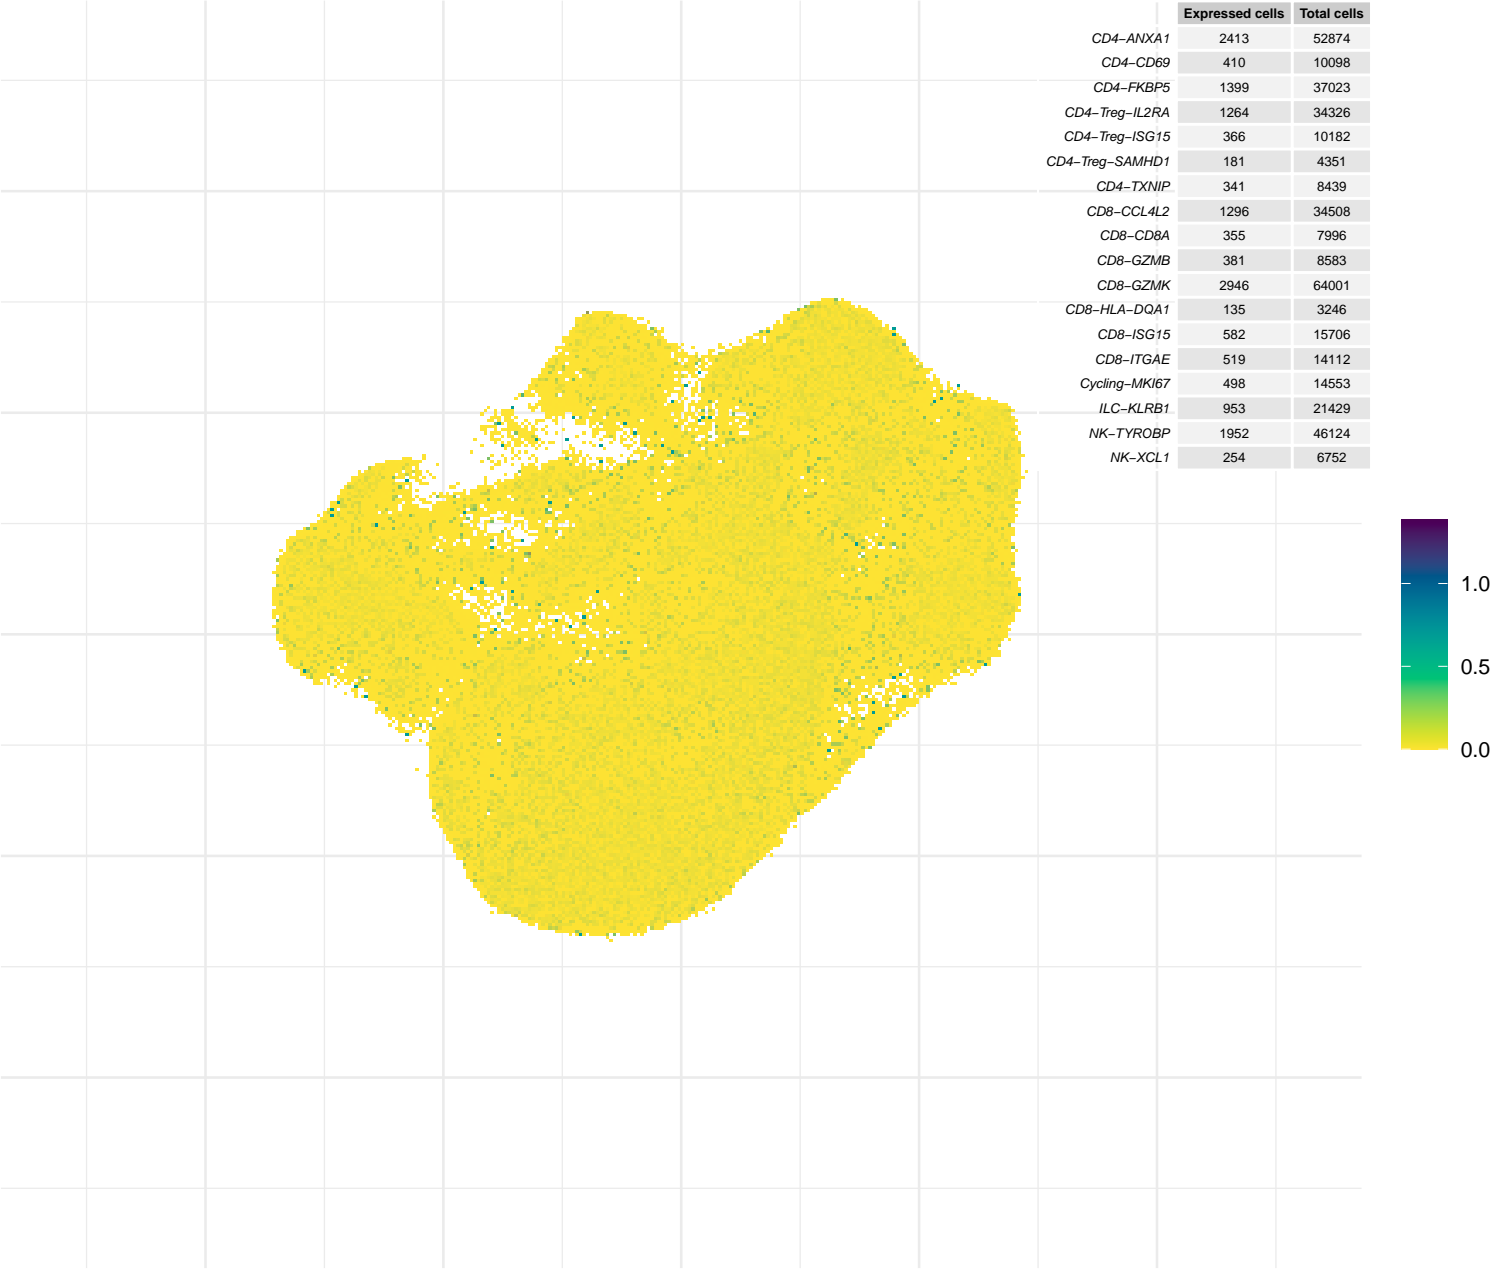 Expressed cells Total cells
CD4−ANXA1 2413 52874
CD4−CD69 410 10098
CD4−FKBP5 1399 37023
CD4−Treg−IL2RA 1264 34326
CD4−Treg−ISG15 366 10182
CD4−Treg−SAMHD1 181 4351
CD4−TXNIP 341 8439
CD8−CCL4L2 1296 34508
CD8−CD8A 355 7996
CD8−GZMB 381 8583
CD8−GZMK 2946 64001
CD8−HLA−DQA1 135 3246
CD8−ISG15 582 15706
CD8−ITGAE 519 14112
Cycling−MKI67 498 14553
ILC−KLRB1 953 21429
NK−TYROBP 1952 46124
NK−XCL1 254 6752
1.0
0.5
0.0